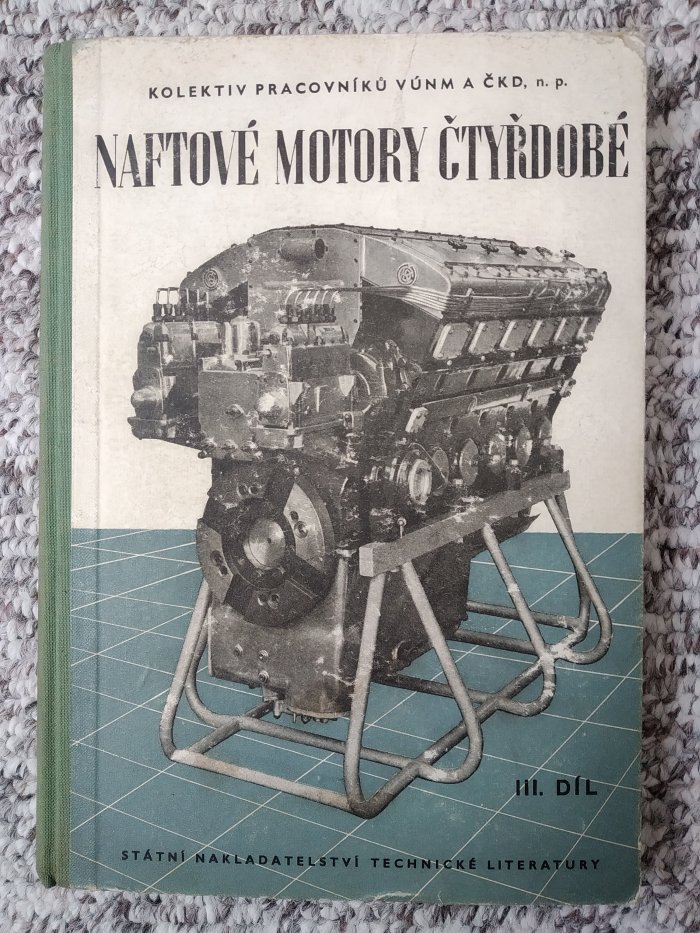 KOLEKTIV PRACOVNÍKŮ VÚNM A ČKD, n. p.
NAFTOVÉ MOTORY ČTYŘDOBÉ
III. DÍL
STÁTNÍ NAKLADATELSTVÍ TECHNICKÉ LITERATURY